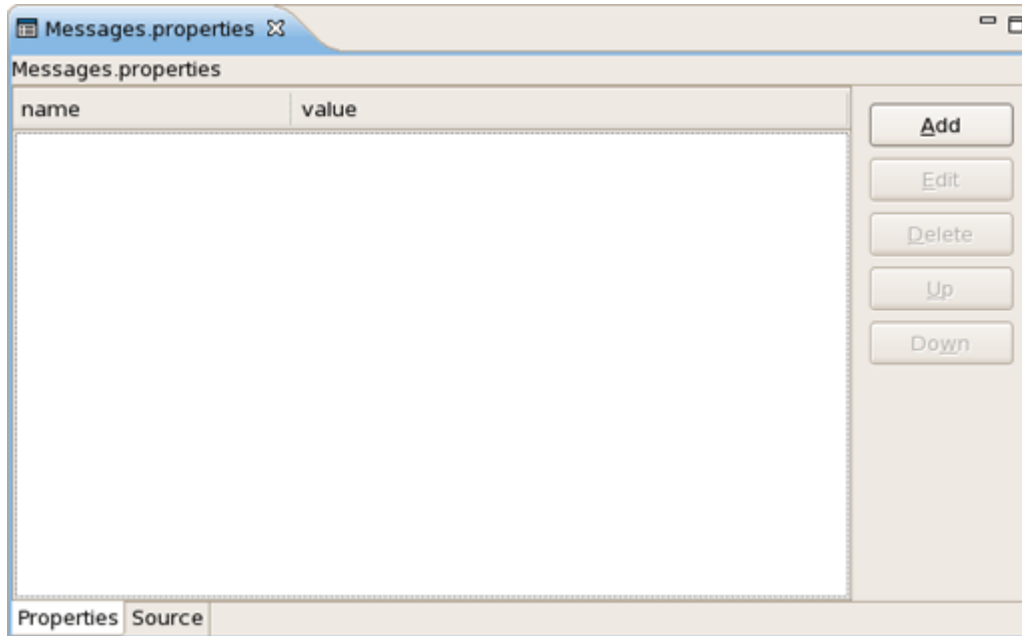 Messages.properties
Messages.properties
name value
Add
Edit
Delete
Up
Down
Properties Source